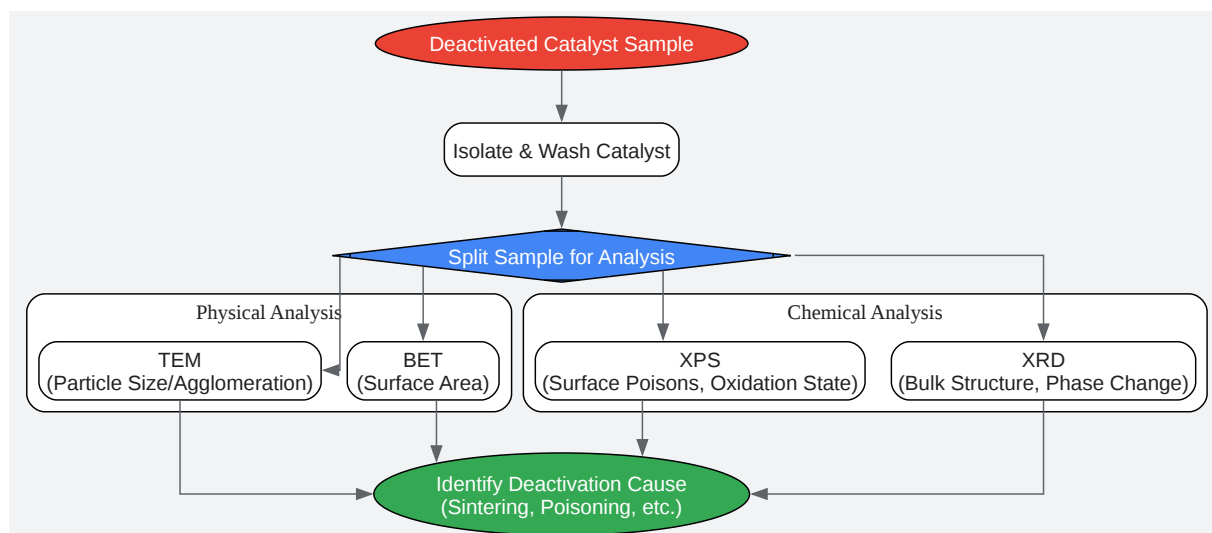 Deactivated Catalyst Sample
Isolate & Wash Catalyst
Split Sample for Analysis
Physical Analysis
TEM
(Particle Size/Agglomeration)
BET
(Surface Area)
Chemical Analysis
XPS
(Surface Poisons, Oxidation State)
XRD
(Bulk Structure, Phase Change)
Identify Deactivation Cause
(Sintering, Poisoning, etc.)